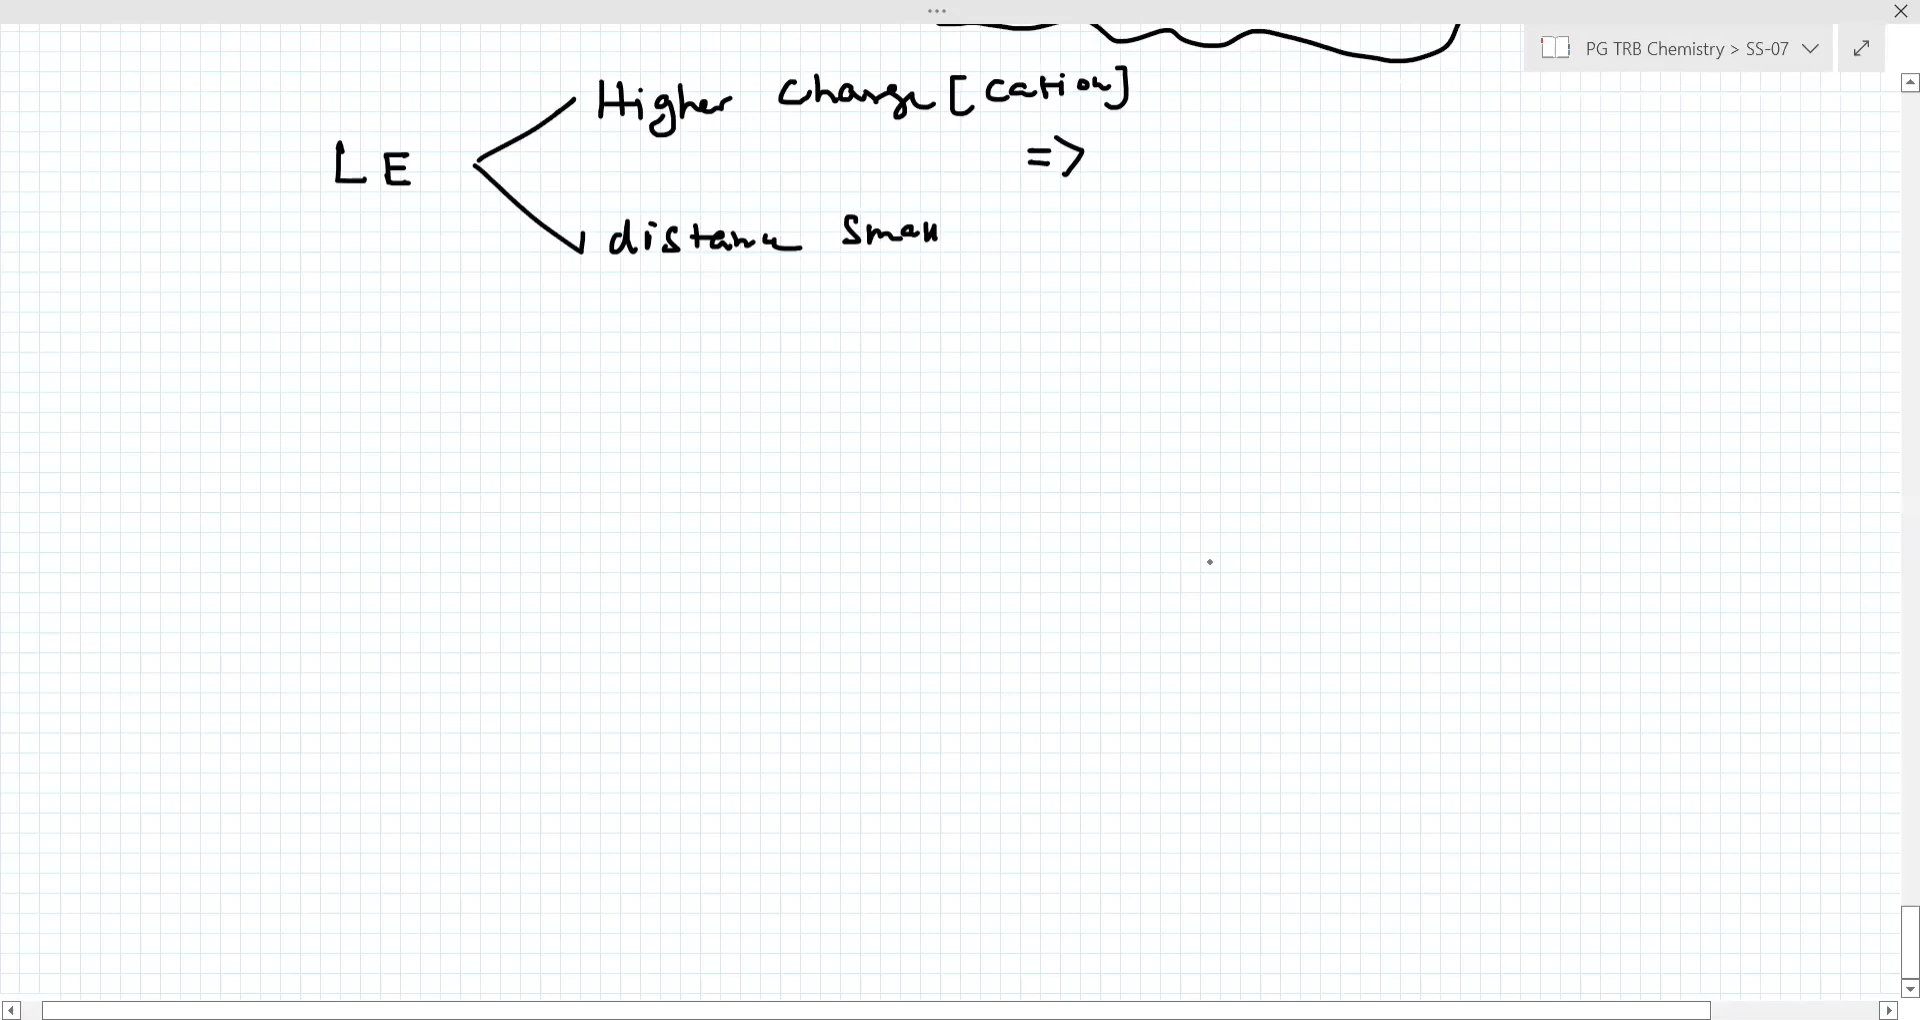 PG TRB Chemistry > SS-07
Higher Charge [cation]
LE
=>
distance Small